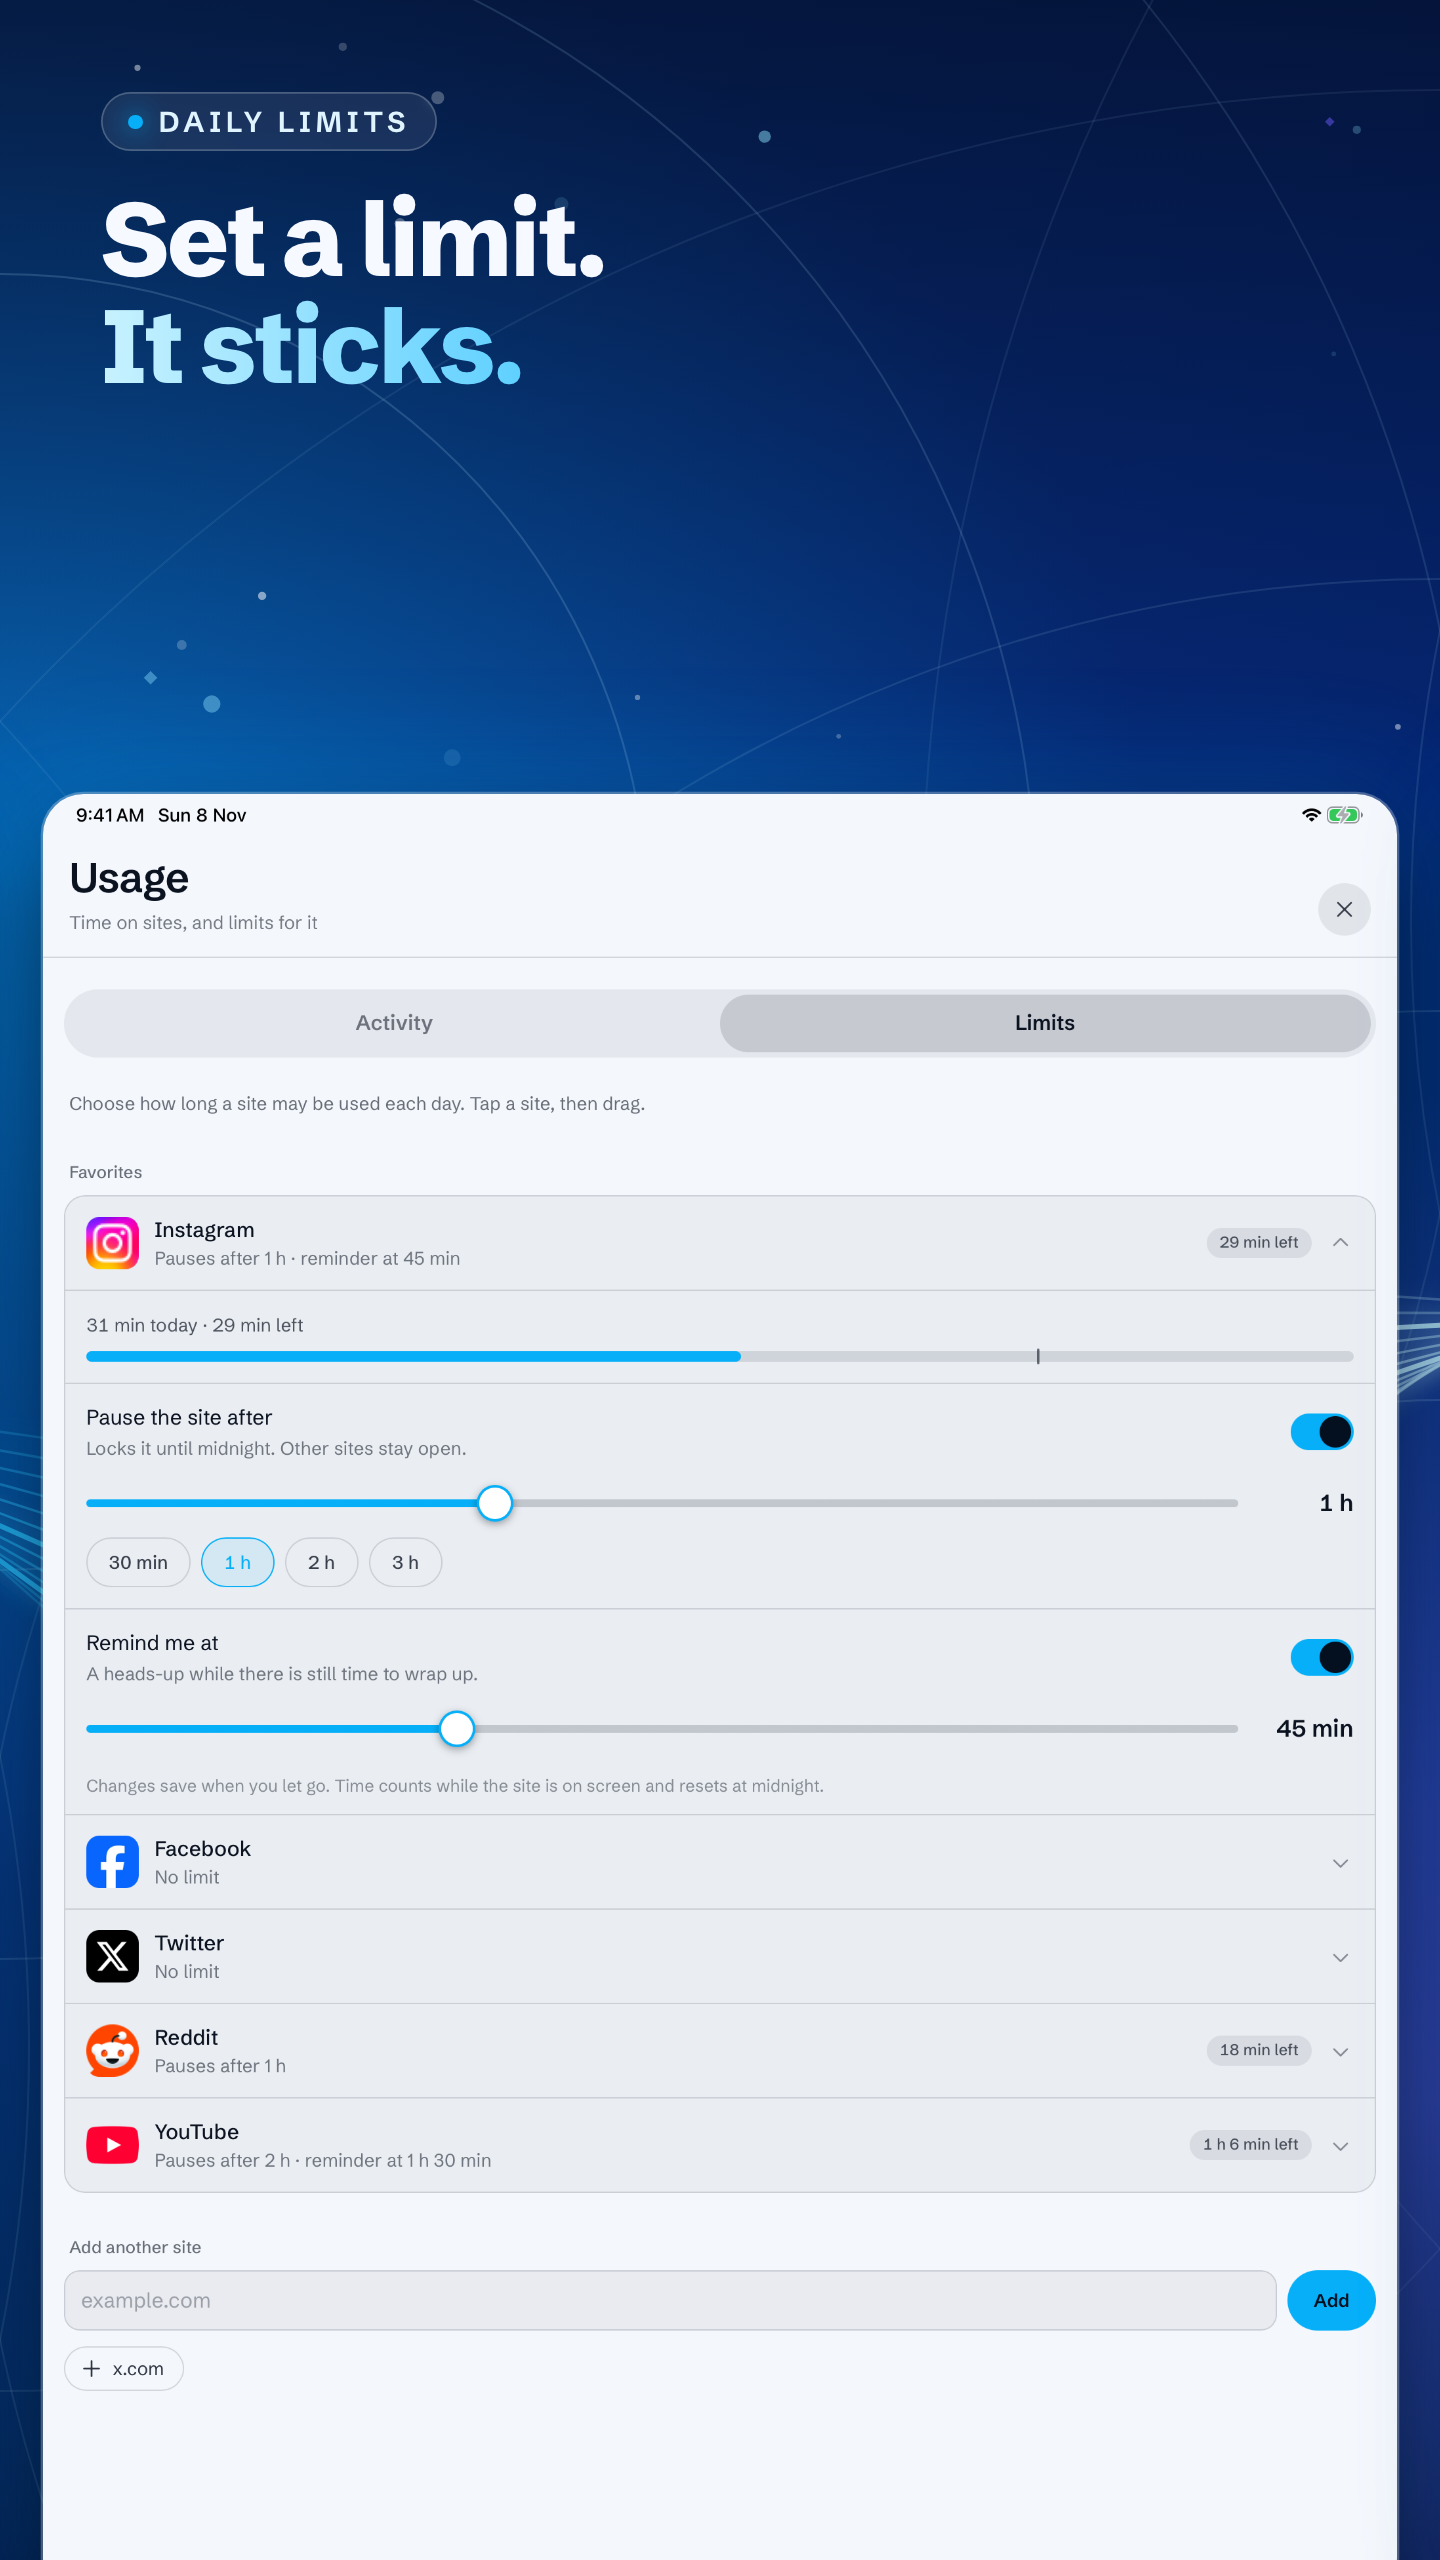 DAILY LIMITS
Set a limit.
It sticks.
9:41 AM Sun 8 Nov
Usage
Time on sites, and limits for it
Activity
Limits
Choose how long a site may be used each day. Tap a site, then drag.
Favorites
Instagram
Pauses after 1 h · reminder at 45 min
29 min left
31 min today · 29 min left
Pause the site after
Locks it until midnight. Other sites stay open.
1 h
30 min
1 h
2 h
3 h
Remind me at
A heads-up while there is still time to wrap up.
45 min
Changes save when you let go. Time counts while the site is on screen and resets at midnight.
Facebook
No limit
Twitter
No limit
Reddit
Pauses after 1 h
18 min left
YouTube
Pauses after 2 h · reminder at 1 h 30 min
1 h 6 min left
Add another site
example.com
Add
x.com